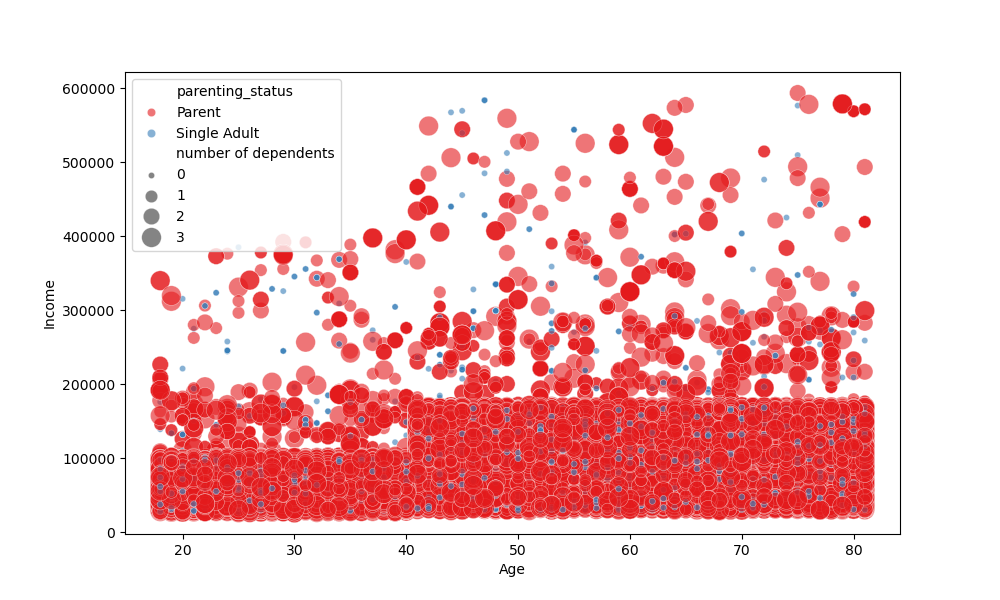 parenting_status
Parent
Single Adult
number of dependents
0
1
2
3
600000
500000
400000
300000
200000
100000
0
Income
20 30 40 50 60 70 80
Age